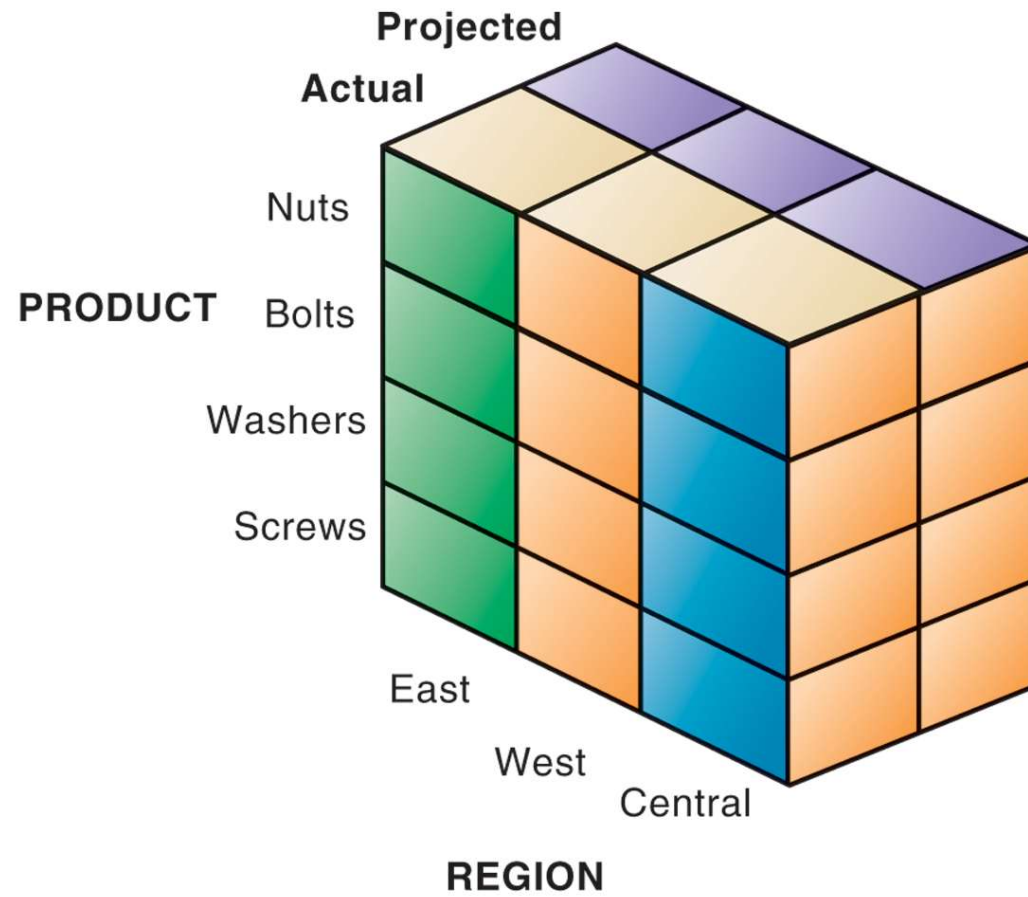 Projected
Actual
Nuts
PRODUCT
Bolts
Washers
Screws
East
West
Central
REGION